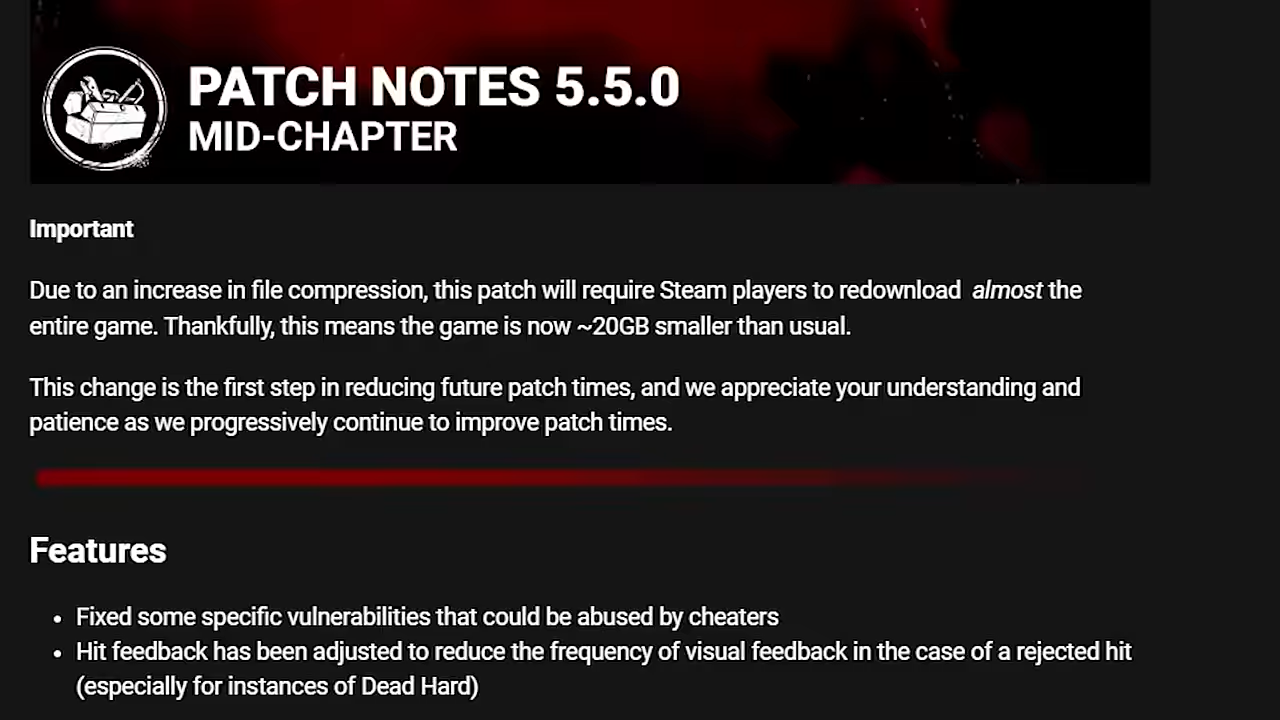 PATCH NOTES 5.5.0
MID-CHAPTER
Important
Due to an increase in file compression, this patch will require Steam players to redownload almost the
entire game. Thankfully, this means the game is now ~20GB smaller than usual.
This change is the first step in reducing future patch times, and we appreciate your understanding and
patience as we progressively continue to improve patch times.
Features
• Fixed some specific vulnerabilities that could be abused by cheaters
• Hit feedback has been adjusted to reduce the frequency of visual feedback in the case of a rejected hit
(especially for instances of Dead Hard)